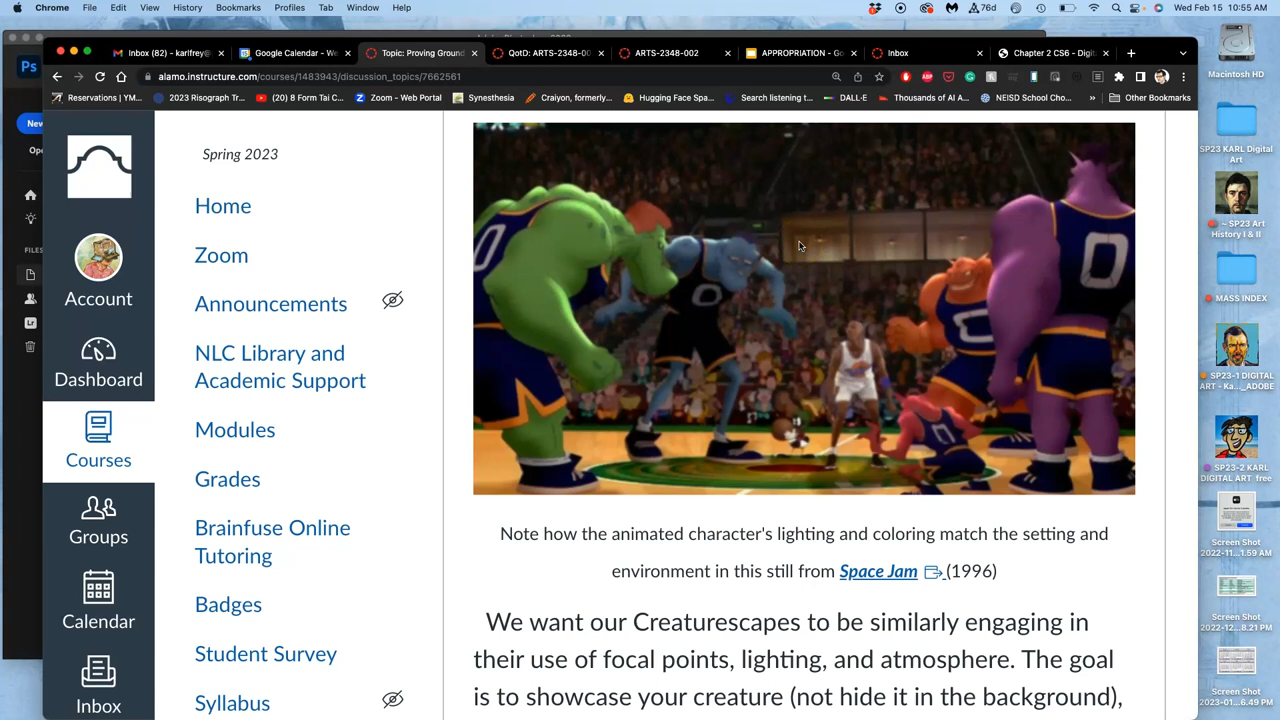 Chrome File Edit View History Bookmarks Profiles Tab Window Help
76d
Wed Feb 15 10:55 AM
Ps
Inbox (82) – karlfrey@
Google Calendar - We
Topic: Proving Ground
QotD: ARTS-2348-00
ARTS-2348-002
APPROPRIATION - Go
Inbox
Chapter 2 CS6 - Digit
alamo.instructure.com/courses/1483943/discussion_topics/7662561
Reservations | YM...
2023 Risograph Tr...
(20) 8 Form Tai C...
Zoom - Web Portal
Synesthesia
Craiyon, formerly...
Hugging Face Spa...
Search listening t...
DALL·E
Thousands of AI A...
NEISD School Cho...
»
Other Bookmarks
New
Ope
FILES
Lr
Account
Dashboard
Courses
Groups
Calendar
Inbox
Spring 2023
Home
Zoom
Announcements
NLC Library and
Academic Support
Modules
Grades
Brainfuse Online
Tutoring
Badges
Student Survey
Syllabus
0
Note how the animated character's lighting and coloring match the setting and
environment in this still from Space Jam (1996)
We want our Creaturescapes to be similarly engaging in
their use of focal points, lighting, and atmosphere. The goal
is to showcase your creature (not hide it in the background),
Macintosh HD
SP23 KARL Digital
Art
~ SP23 Art
History I & II
MASS INDEX
SP23-1 DIGITAL
ART - Ka..._ADOBE
SP23-2 KARL
DIGITAL ART free
Screen Shot
2022-11...1.59 AM
Screen Shot
2022-12...8.21 PM
Screen Shot
2023-01...6.49 PM